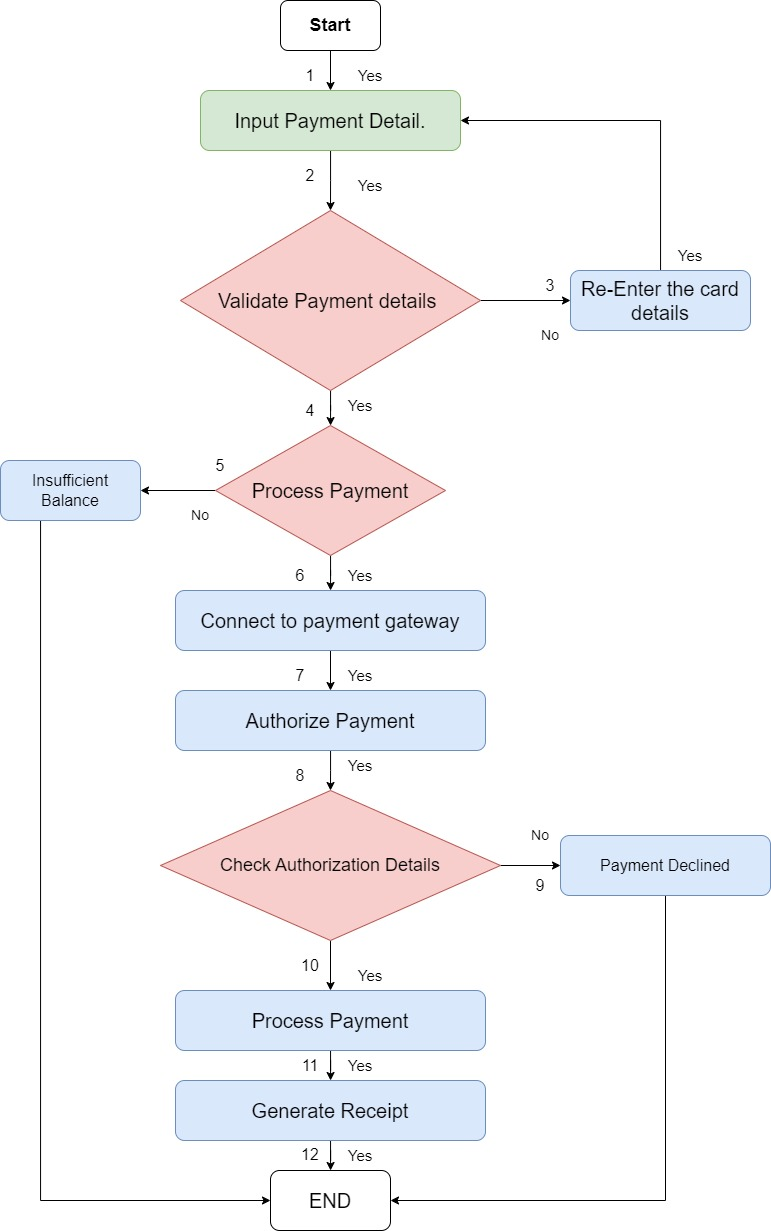 Start
1
Yes
Input Payment Detail.
2
Yes
Yes
Validate Payment details
3
Re-Enter the card
details
No
4
Yes
5
Insufficient
Balance
Process Payment
No
6
Yes
Connect to payment gateway
7
Yes
Authorize Payment
8
Yes
No
Check Authorization Details
Payment Declined
9
10
Yes
Process Payment
11
Yes
Generate Receipt
12
Yes
END